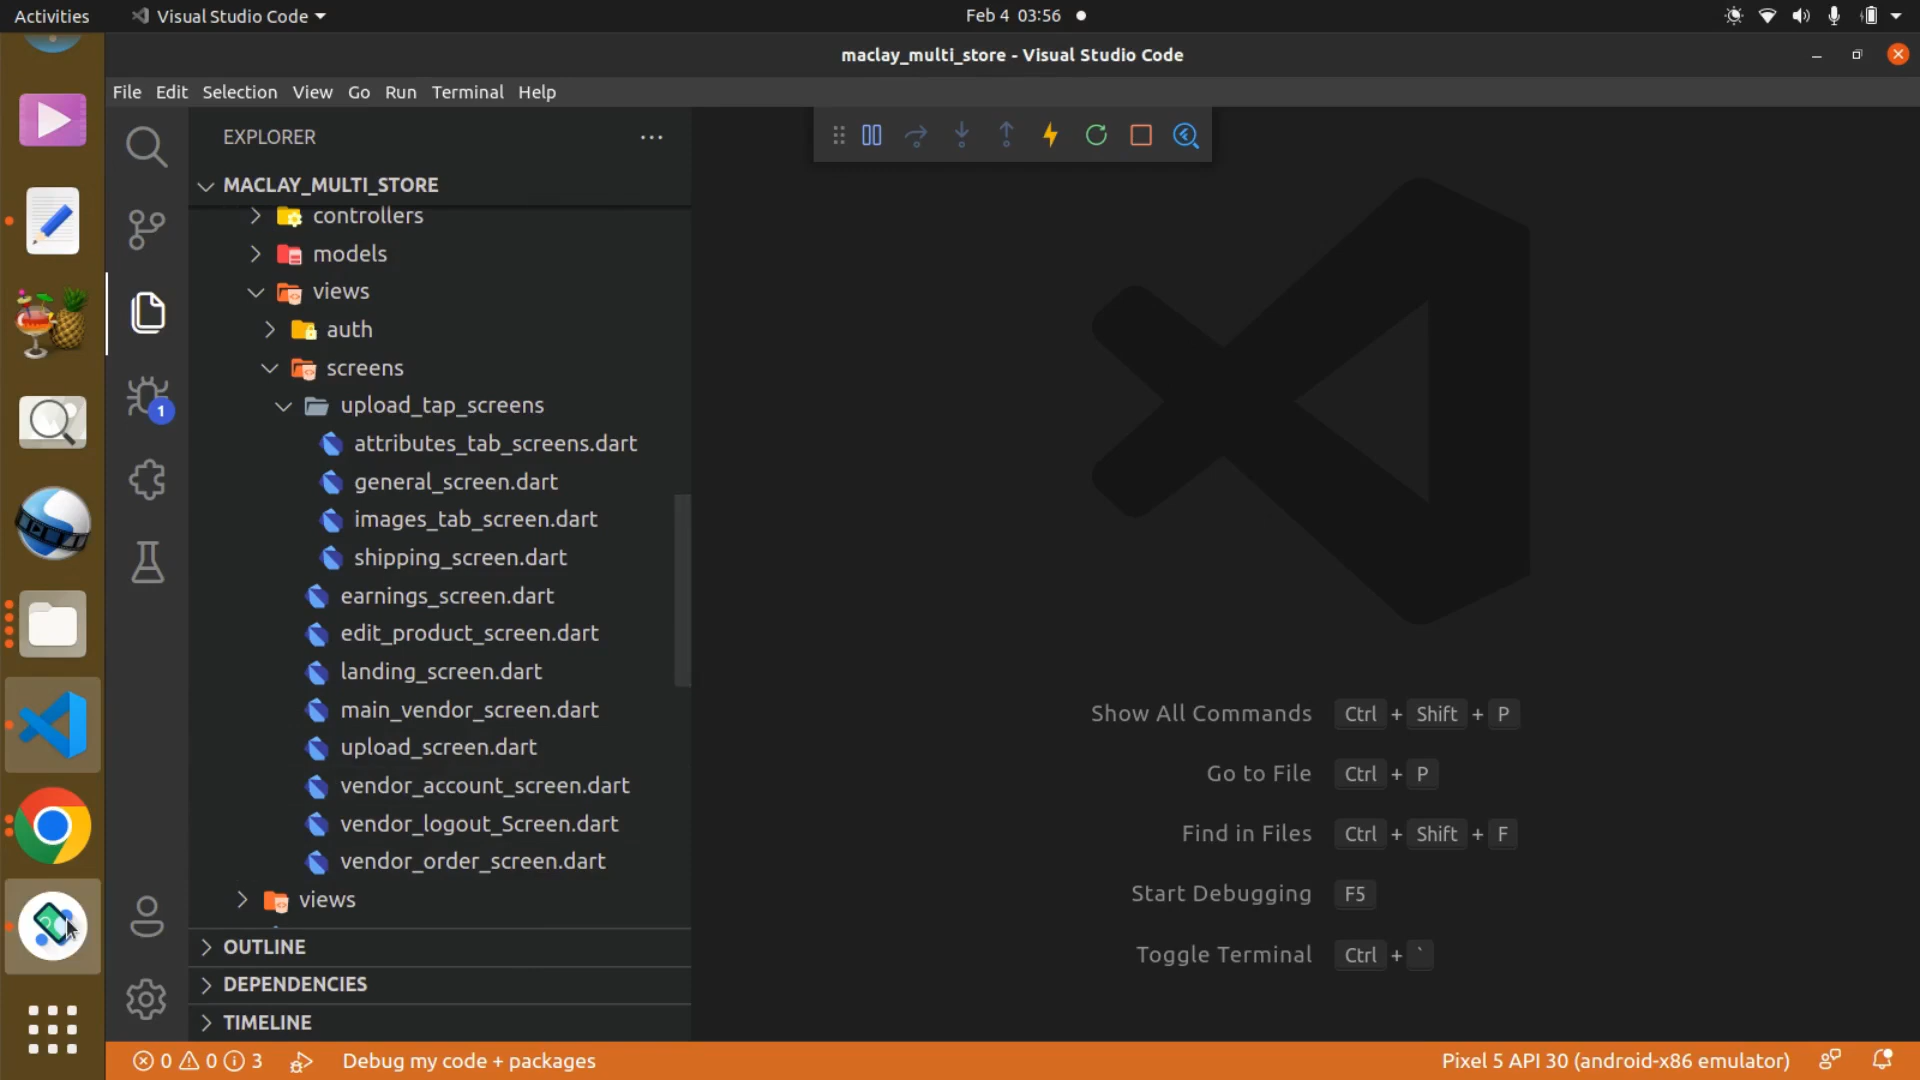 Activities
Visual Studio Code
Feb 4 03:56
maclay_multi_store - Visual Studio Code
File Edit Selection View Go Run Terminal Help
EXPLORER
MACLAY_MULTI_STORE
controllers
models
views
auth
screens
upload_tap_screens
attributes_tab_screens.dart
general_screen.dart
images_tab_screen.dart
shipping_screen.dart
earnings_screen.dart
edit_product_screen.dart
landing_screen.dart
main_vendor_screen.dart
upload_screen.dart
vendor_account_screen.dart
vendor_logout_Screen.dart
vendor_order_screen.dart
views
OUTLINE
DEPENDENCIES
TIMELINE
1
Show All Commands Ctrl + Shift + P
Go to File Ctrl + P
Find in Files Ctrl + Shift + F
Start Debugging F5
Toggle Terminal Ctrl + `
0 0 3 Debug my code + packages
Pixel 5 API 30 (android-x86 emulator)